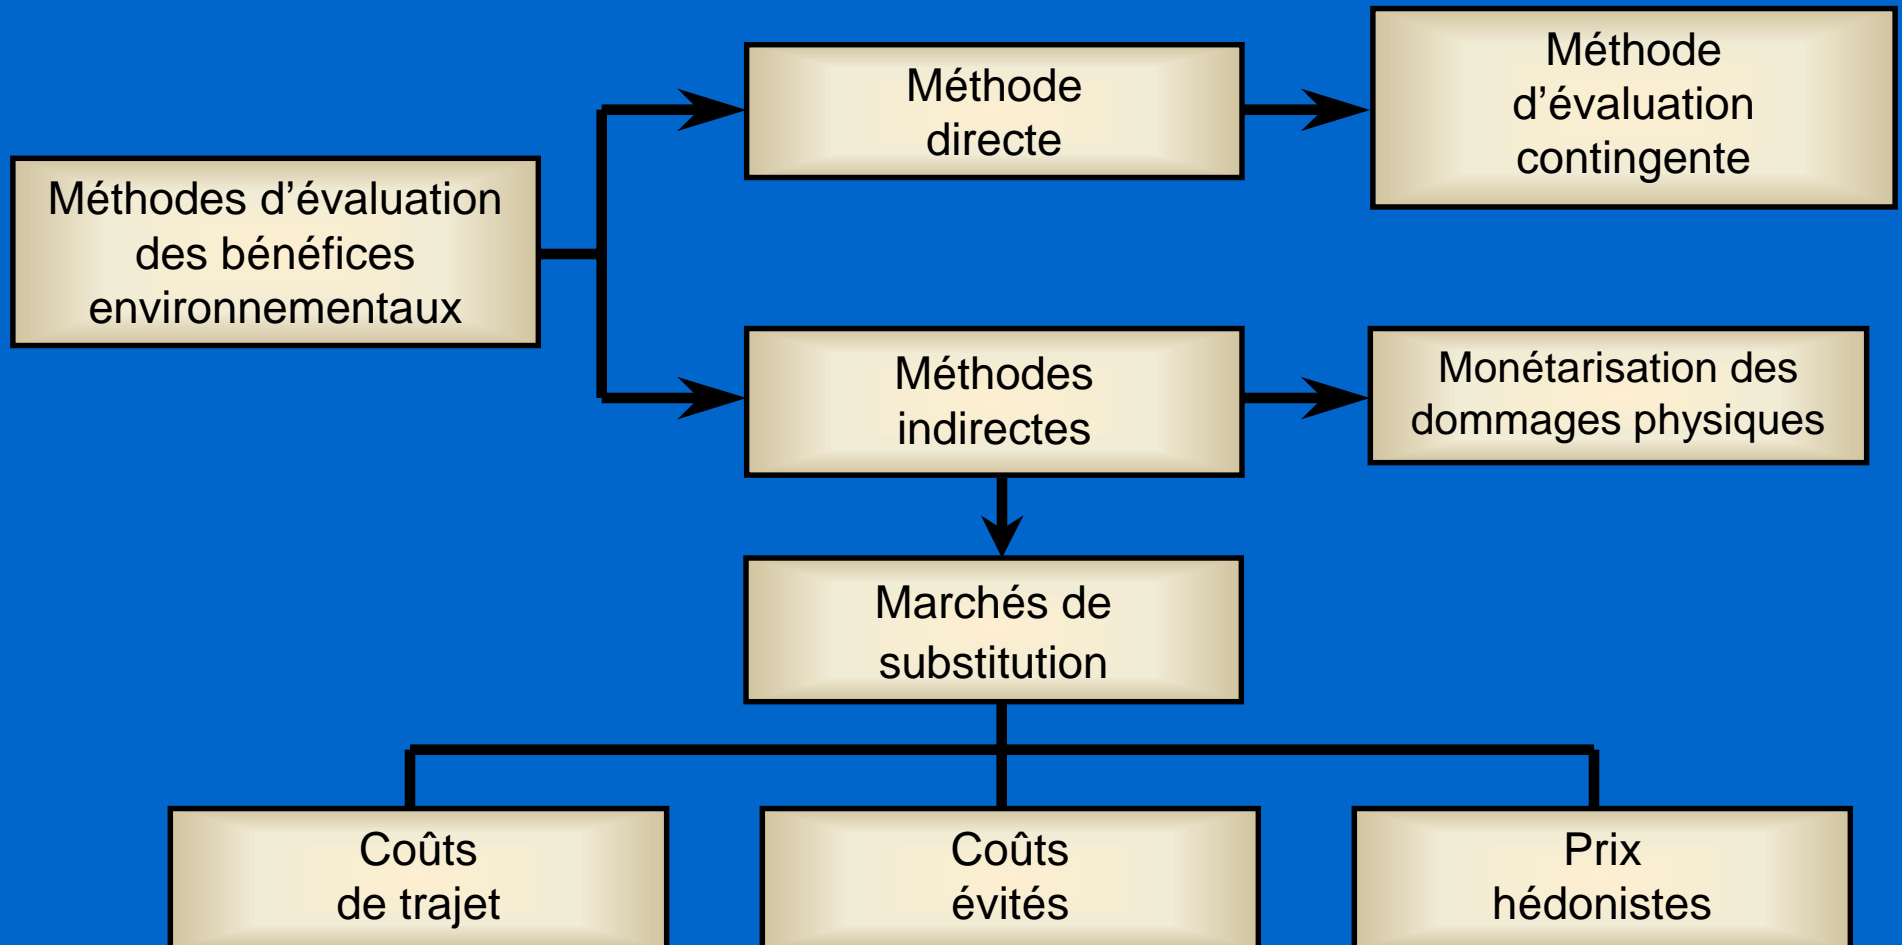 Méthode
directe
Méthode
d'évaluation
contingente
Méthodes d'évaluation
des bénéfices
environnementaux
Méthodes
indirectes
Monétarisation des
dommages physiques
Marchés de
substitution
Coûts
de trajet
Coûts
évités
Prix
hédonistes